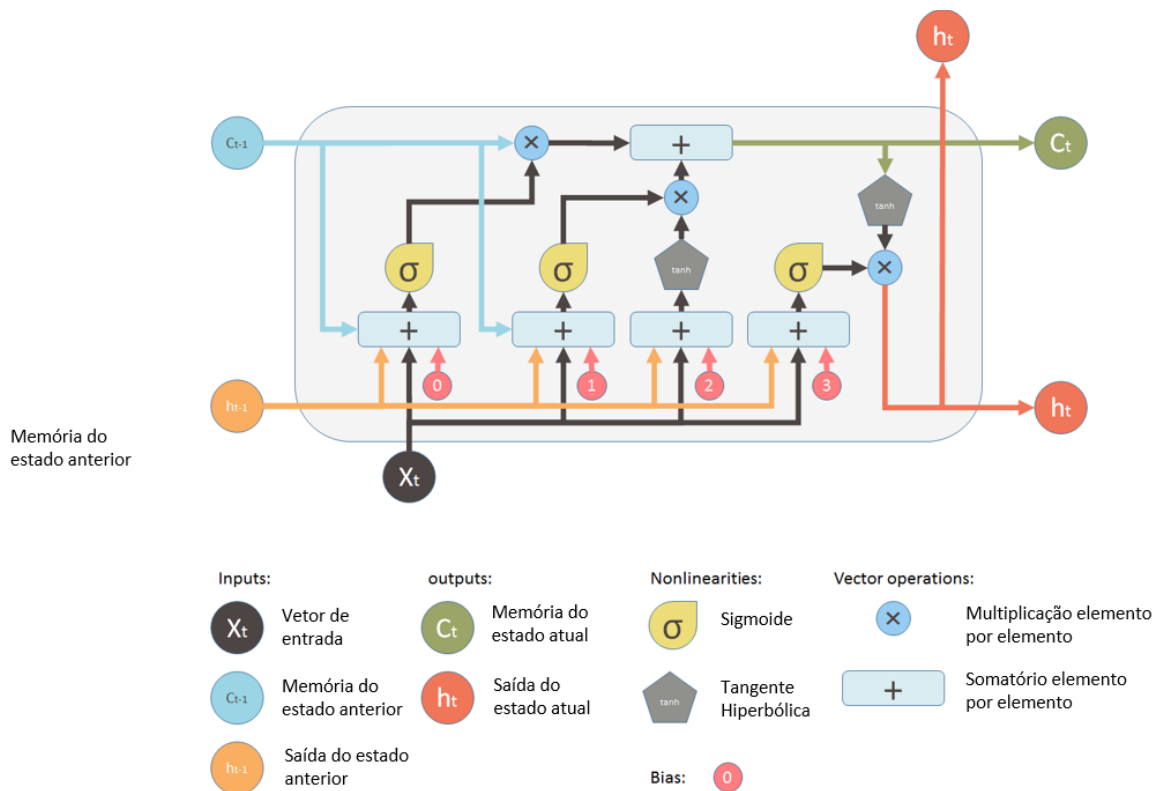 ht
Ct-1
×
+
Ct
×
tanh
σ
σ
tanh
σ
×
+
+
+
+
0
1
2
3
ht-1
ht
Memória do
estado anterior
Xt
Inputs:
outputs:
Nonlinearities:
Vector operations:
Xt
Vetor de
entrada
Ct
Memória do
estado atual
σ
Sigmoide
×
Multiplicação elemento
por elemento
Ct-1
Memória do
estado anterior
ht
Saída do
estado atual
tanh
Tangente
Hiperbólica
+
Somatório elemento
por elemento
ht-1
Saída do estado
anterior
Bias:
0